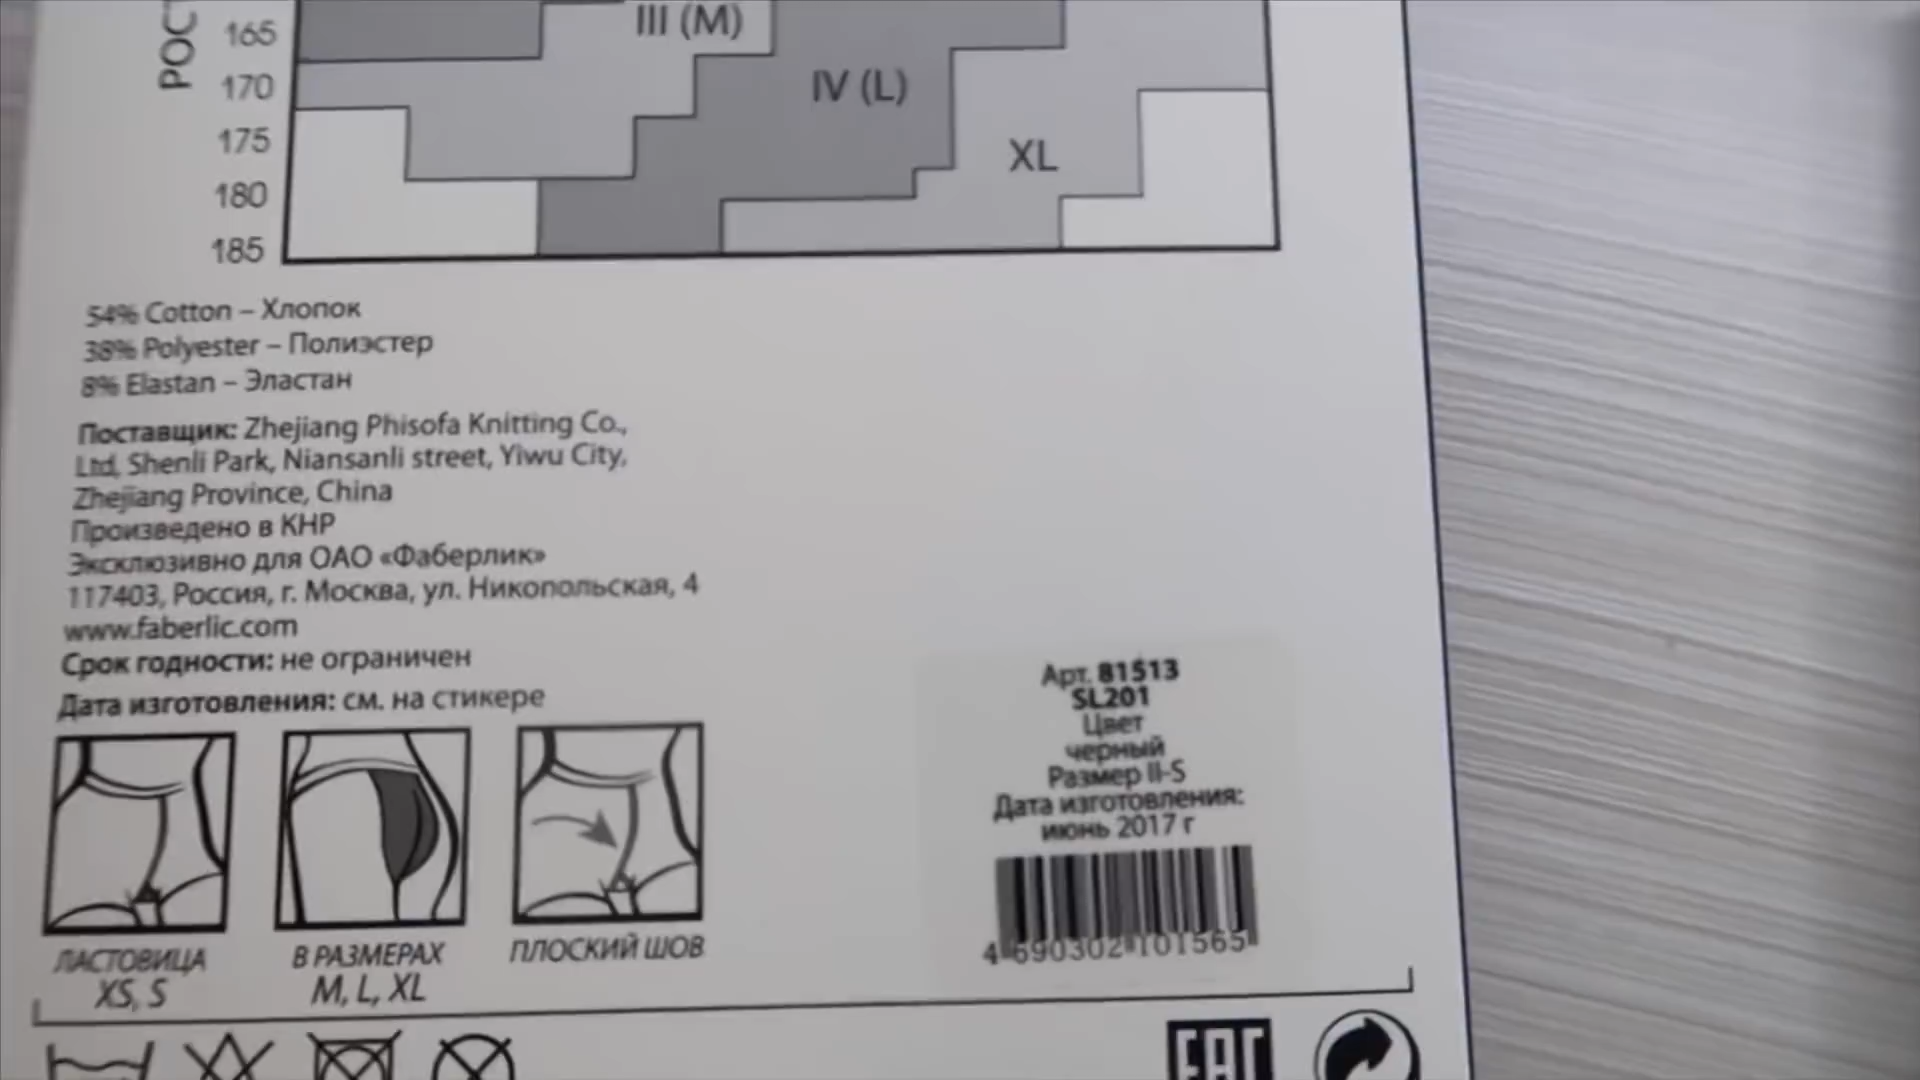 РОСТ
165
170
175
180
185
III (M)
IV (L)
XL
54% Cotton – Хлопок
38% Polyester – Полиэстер
8% Elastan – Эластан
Поставщик: Zhejiang Phisofa Knitting Co.,
Ltd, Shenli Park, Niansanli street, Yiwu City,
Zhejiang Province, China
Произведено в КНР
Эксклюзивно для ОАО «Фаберлик»
117403, Россия, г. Москва, ул. Никопольская, 4
www.faberlic.com
Срок годности: не ограничен
Дата изготовления: см. на стикере
ЛАСТОВИЦА
XS, S
В РАЗМЕРАХ
M, L, XL
ПЛОСКИЙ ШОВ
Арт. 81513
SL201
Цвет
черный
Размер II-S
Дата изготовления:
июнь 2017 г
4 690302 101565
EAC